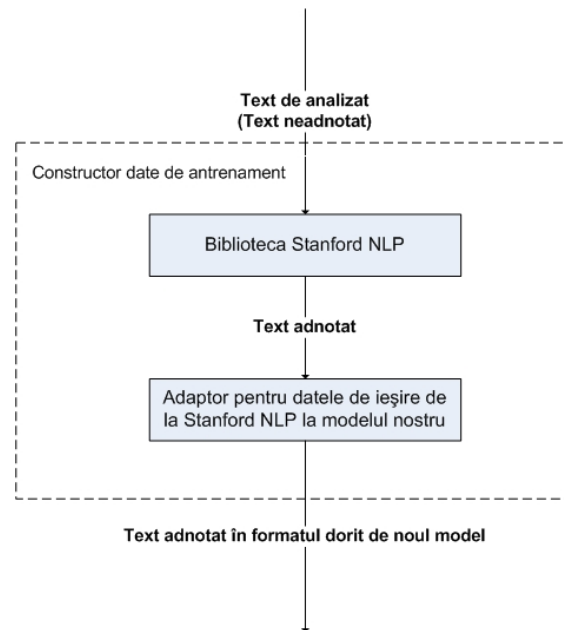 Text de analizat
(Text neadnotat)
Constructor date de antrenament
Biblioteca Stanford NLP
Text adnotat
Adaptor pentru datele de ieşire de
la Stanford NLP la modelul nostru
Text adnotat în formatul dorit de noul model